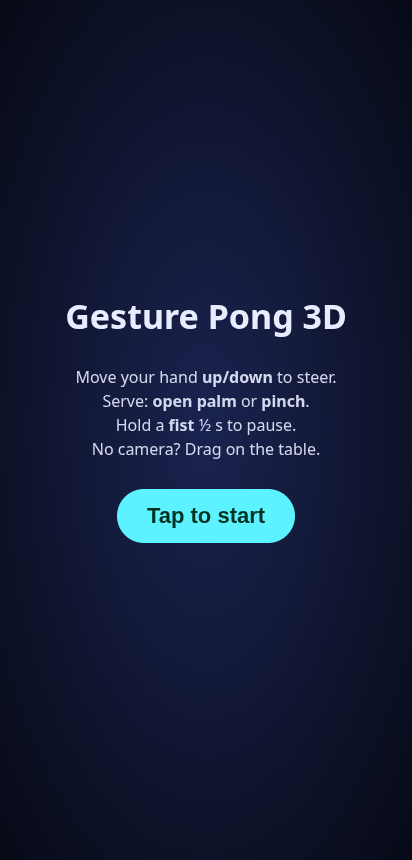 Gesture Pong 3D
Move your hand up/down to steer.
Serve: open palm or pinch.
Hold a fist ½ s to pause.
No camera? Drag on the table.
Tap to start